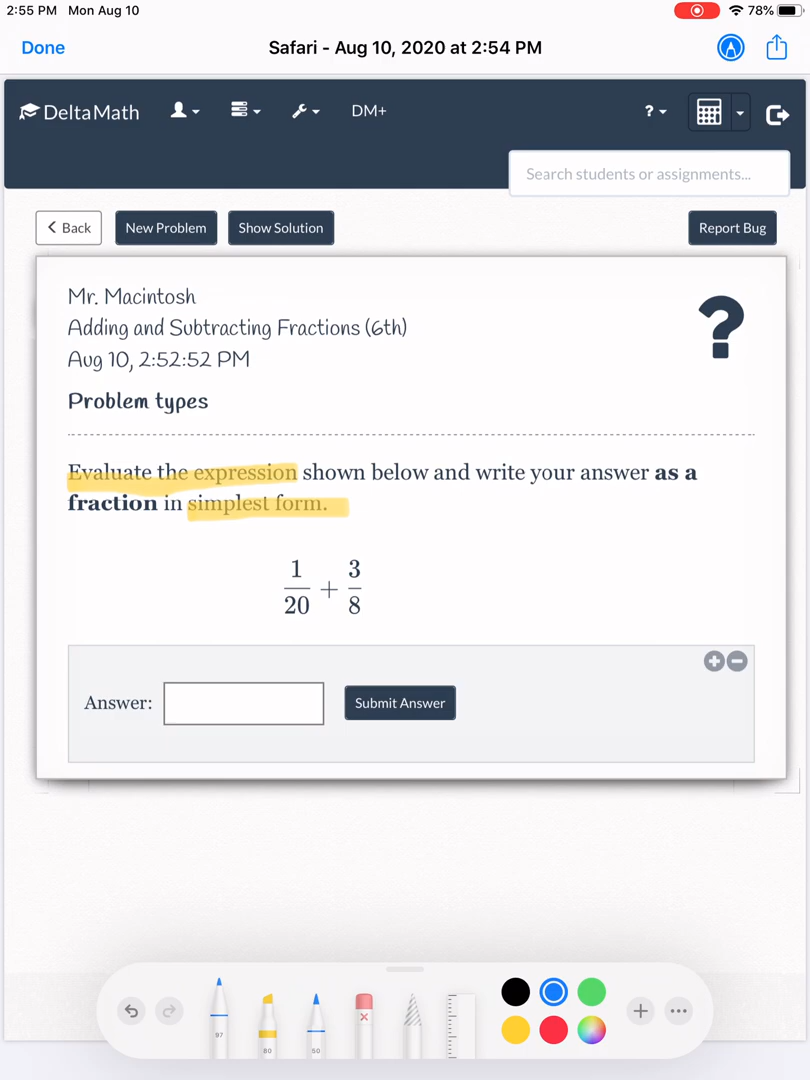 2:55 PM Mon Aug 10 78%
Done Safari - Aug 10, 2020 at 2:54 PM
DeltaMath DM+ ?
Search students or assignments...
Back New Problem Show Solution Report Bug
Mr. Macintosh
Adding and Subtracting Fractions (6th)
Aug 10, 2:52:52 PM
?
Problem types
Evaluate the expression shown below and write your answer as a
fraction in simplest form.
1/20 + 3/8
Answer: Submit Answer
97 80 50